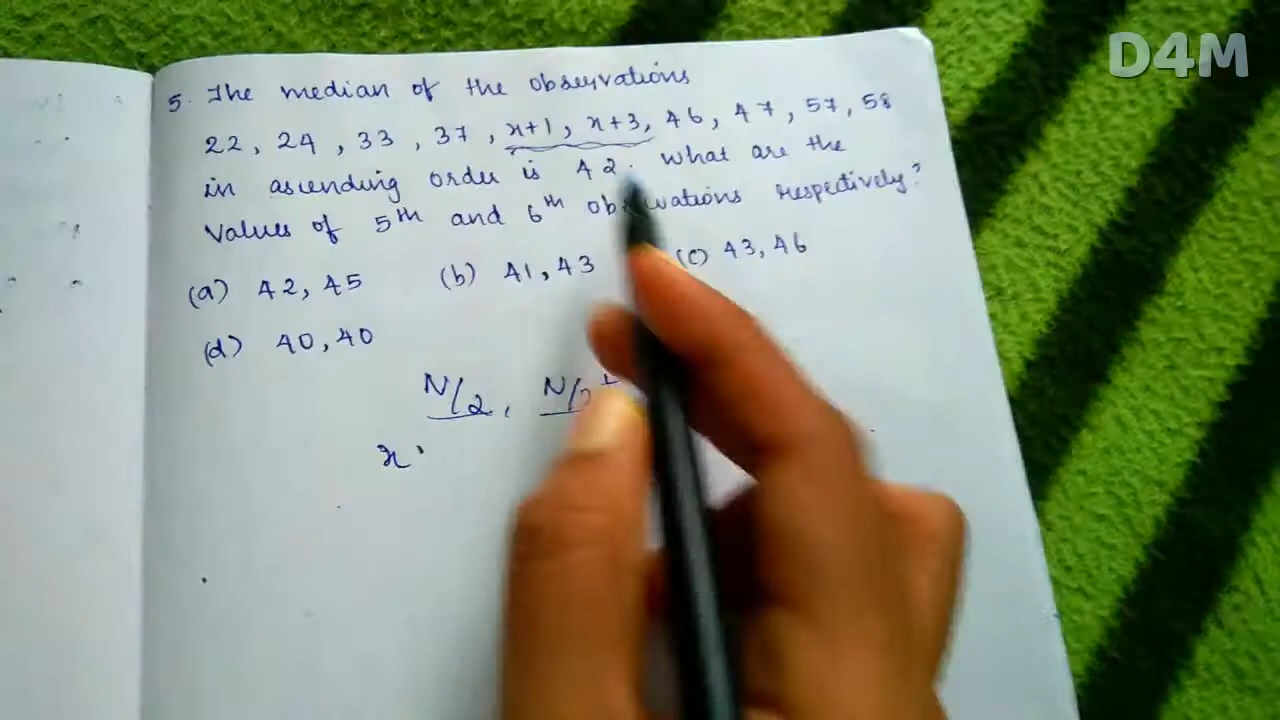 D4M
5. The median of the observations
22, 24, 33, 37, x+1, x+3, 46, 47, 57, 58
in ascending order is 42. What are the
values of 5th and 6th observations respectively?
(a) 42, 45 (b) 41, 43 (c) 43, 46
(d) 40, 40
N/2, N/2
x